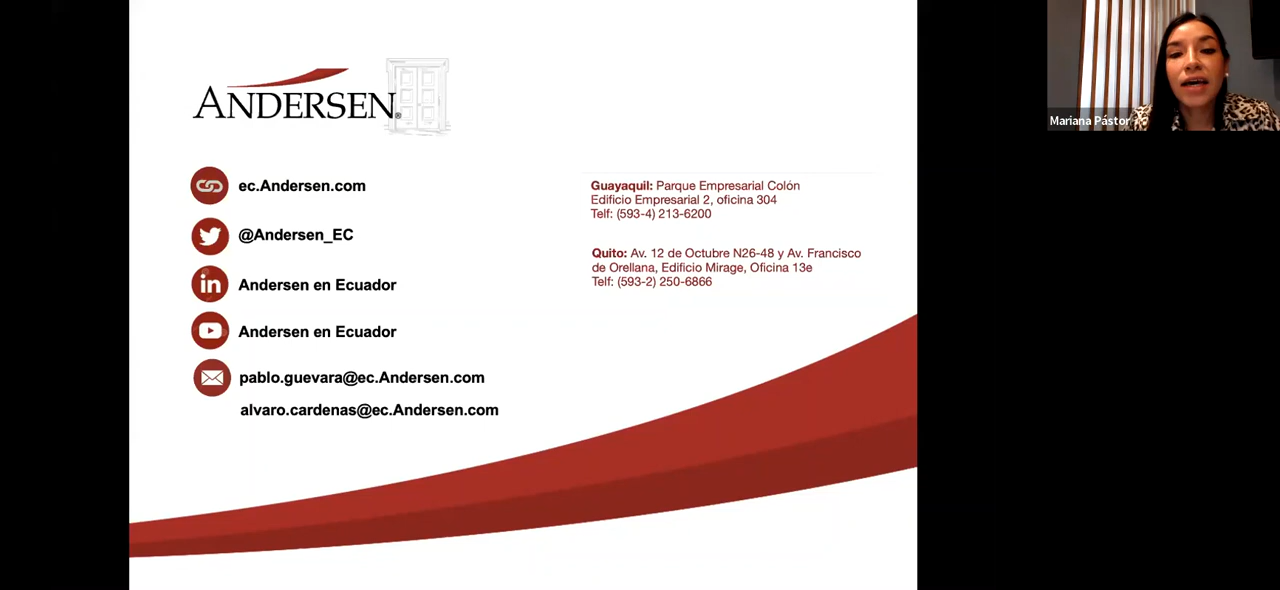 ANDERSEN®
ec.Andersen.com
@Andersen_EC
Andersen en Ecuador
Andersen en Ecuador
pablo.guevara@ec.Andersen.com
alvaro.cardenas@ec.Andersen.com
Guayaquil: Parque Empresarial Colón
Edificio Empresarial 2, oficina 304
Telf: (593-4) 213-6200
Quito: Av. 12 de Octubre N26-48 y Av. Francisco
de Orellana, Edificio Mirage, Oficina 13e
Telf: (593-2) 250-6866
Mariana Pástor